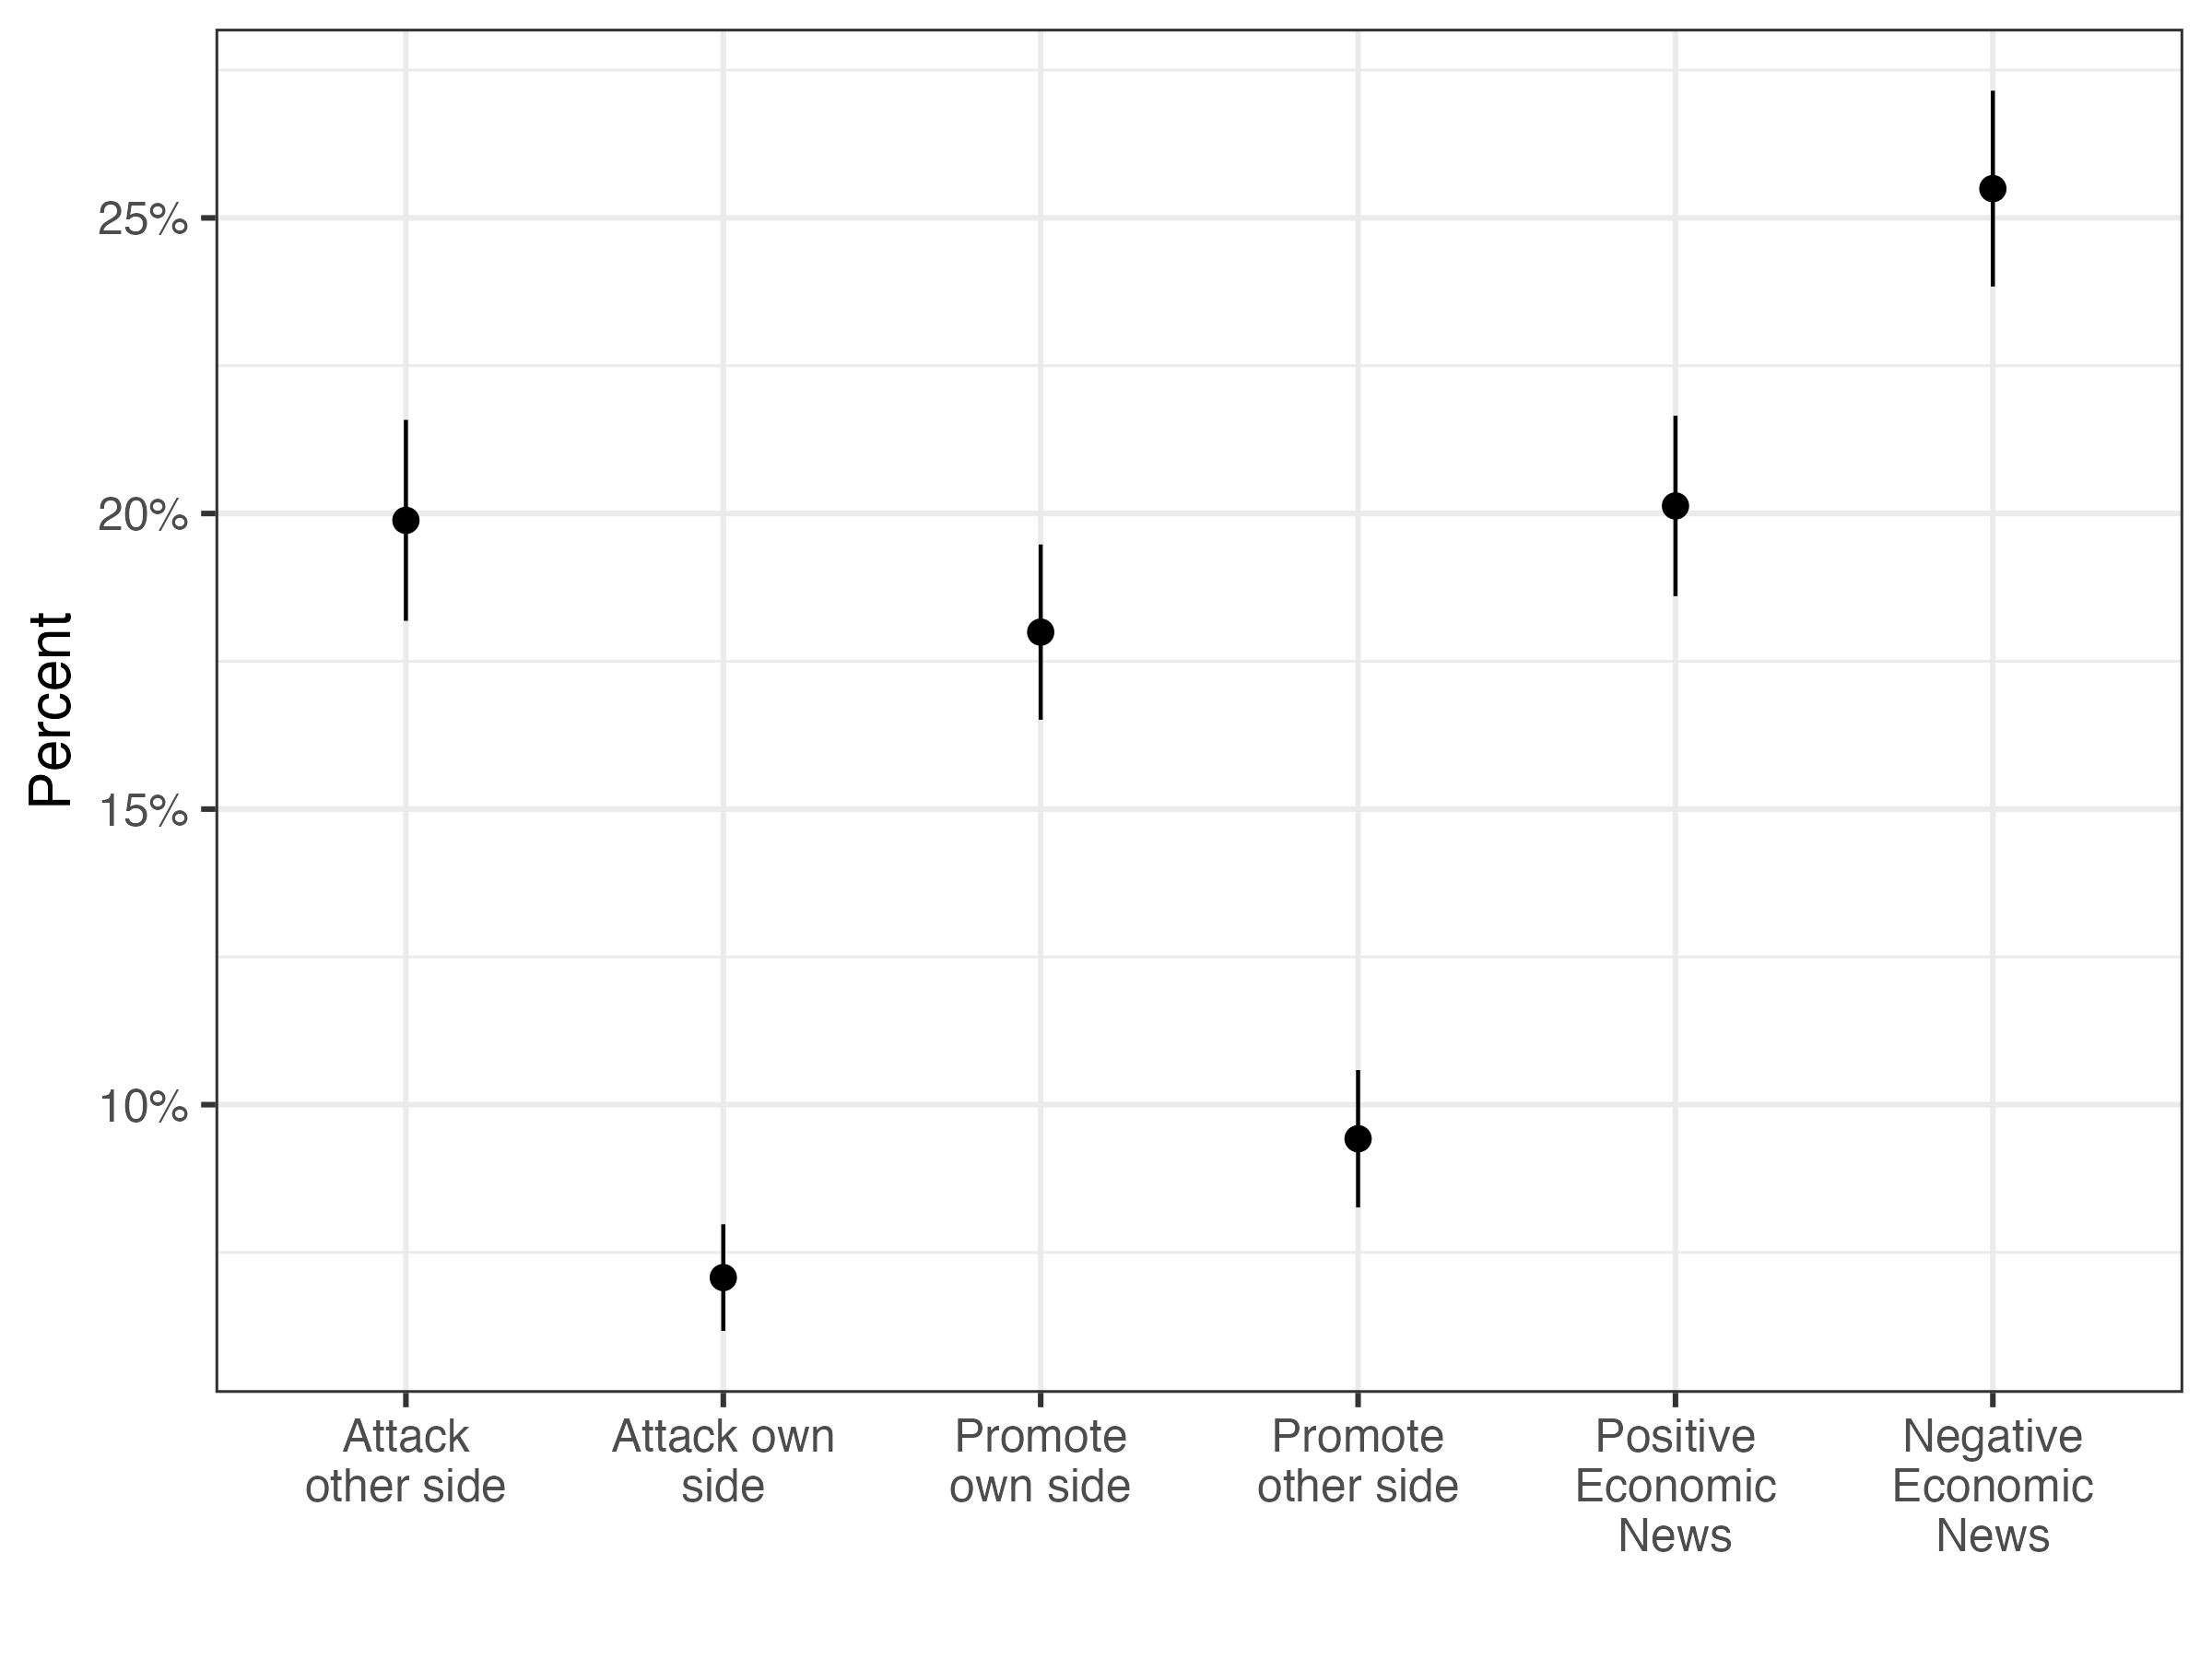 Percent
25%
20%
15%
10%
Attack
other side
Attack own
side
Promote
own side
Promote
other side
Positive
Economic
News
Negative
Economic
News